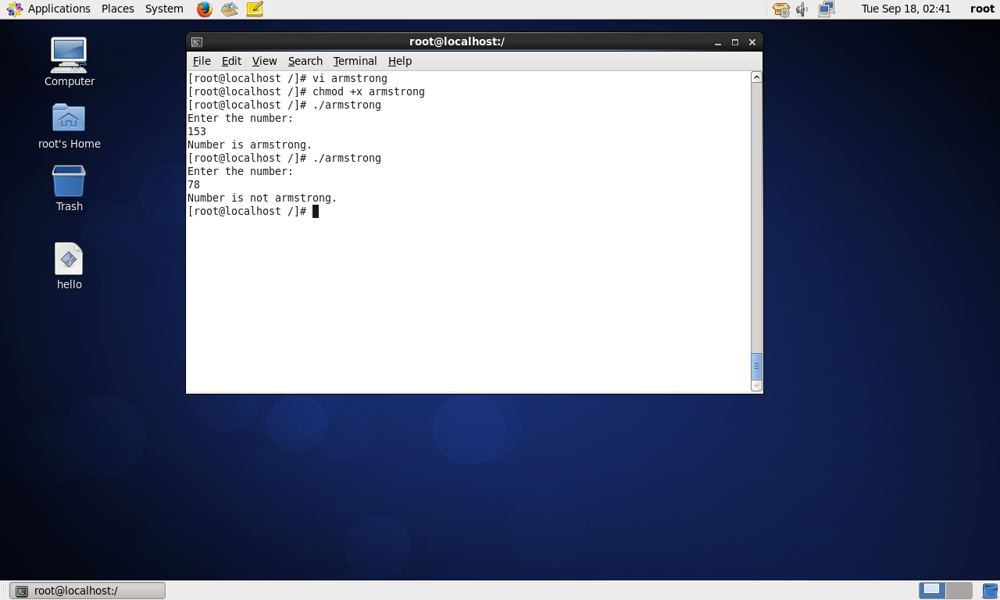 Applications Places System Tue Sep 18, 02:41 root
Computer
root's Home
Trash
hello
root@localhost:/
File Edit View Search Terminal Help
[root@localhost /]# vi armstrong
[root@localhost /]# chmod +x armstrong
[root@localhost /]# ./armstrong
Enter the number:
153
Number is armstrong.
[root@localhost /]# ./armstrong
Enter the number:
78
Number is not armstrong.
[root@localhost /]#
root@localhost:/